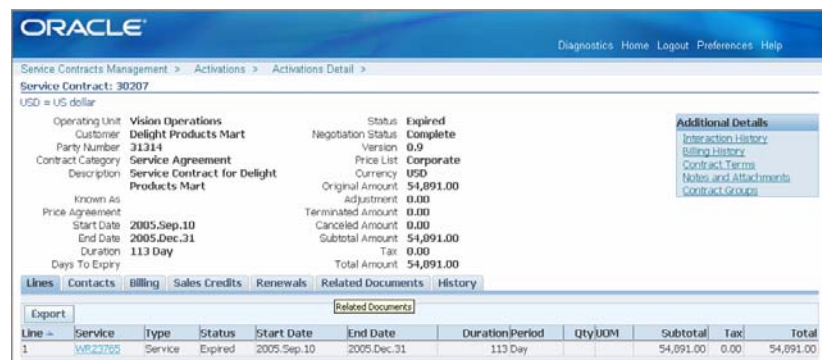 ORACLE
Diagnostics Home Logout Preferences Help
Service Contracts Management > Activations > Activations Detail >
Service Contract: 30207
USD = US dollar
Operating Unit Vision Operations
Customer Delight Products Mart
Party Number 31314
Contract Category Service Agreement
Description Service Contract for Delight
Products Mart
Known As
Price Agreement
Start Date 2005.Sep.10
End Date 2005.Dec.31
Duration 113 Day
Days To Expiry
Status Expired
Negotiation Status Complete
Version 0.9
Price List Corporate
Currency USD
Original Amount 54,891.00
Adjustment 0.00
Terminated Amount 0.00
Canceled Amount 0.00
Subtotal Amount 54,891.00
Tax 0.00
Total Amount 54,891.00
Additional Details
Interaction History
Billing History
Contract Terms
Notes and Attachments
Contract Groups
Lines Contacts Billing Sales Credits Renewals Related Documents History
Export
Related Documents
Line Service Type Status Start Date End Date Duration Period Qty UOM Subtotal Tax Total
1 WR23765 Service Expired 2005.Sep.10 2005.Dec.31 113 Day 54,891.00 0.00 54,891.00